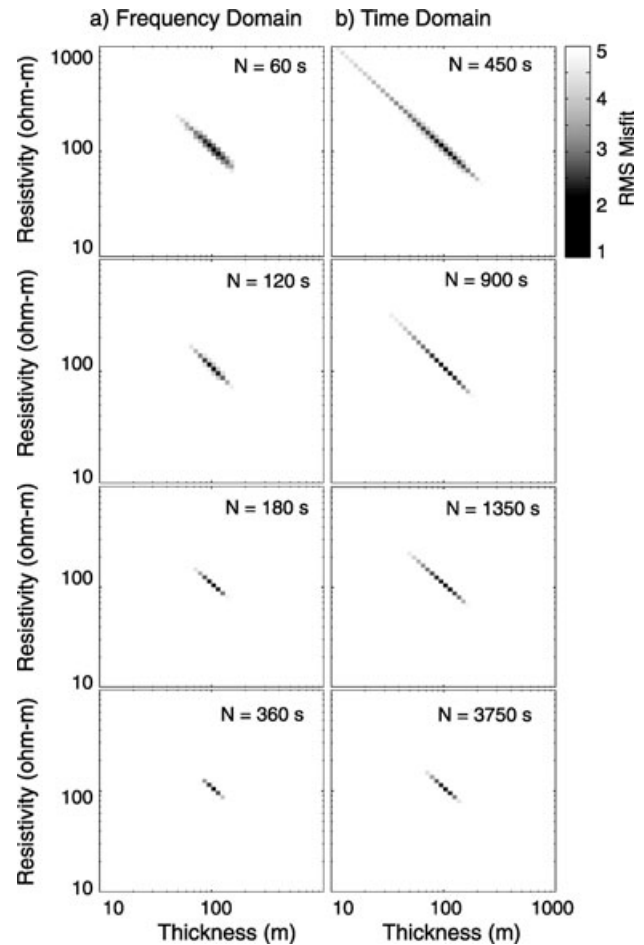 a) Frequency Domain
b) Time Domain
1000
100
10
Resistivity (ohm-m)
N = 60 s
N = 450 s
5
4
3
2
1
RMS Misfit
100
10
Resistivity (ohm-m)
N = 120 s
N = 900 s
100
10
Resistivity (ohm-m)
N = 180 s
N = 1350 s
100
10
Resistivity (ohm-m)
N = 360 s
N = 3750 s
10 100 10 100 1000
Thickness (m) Thickness (m)